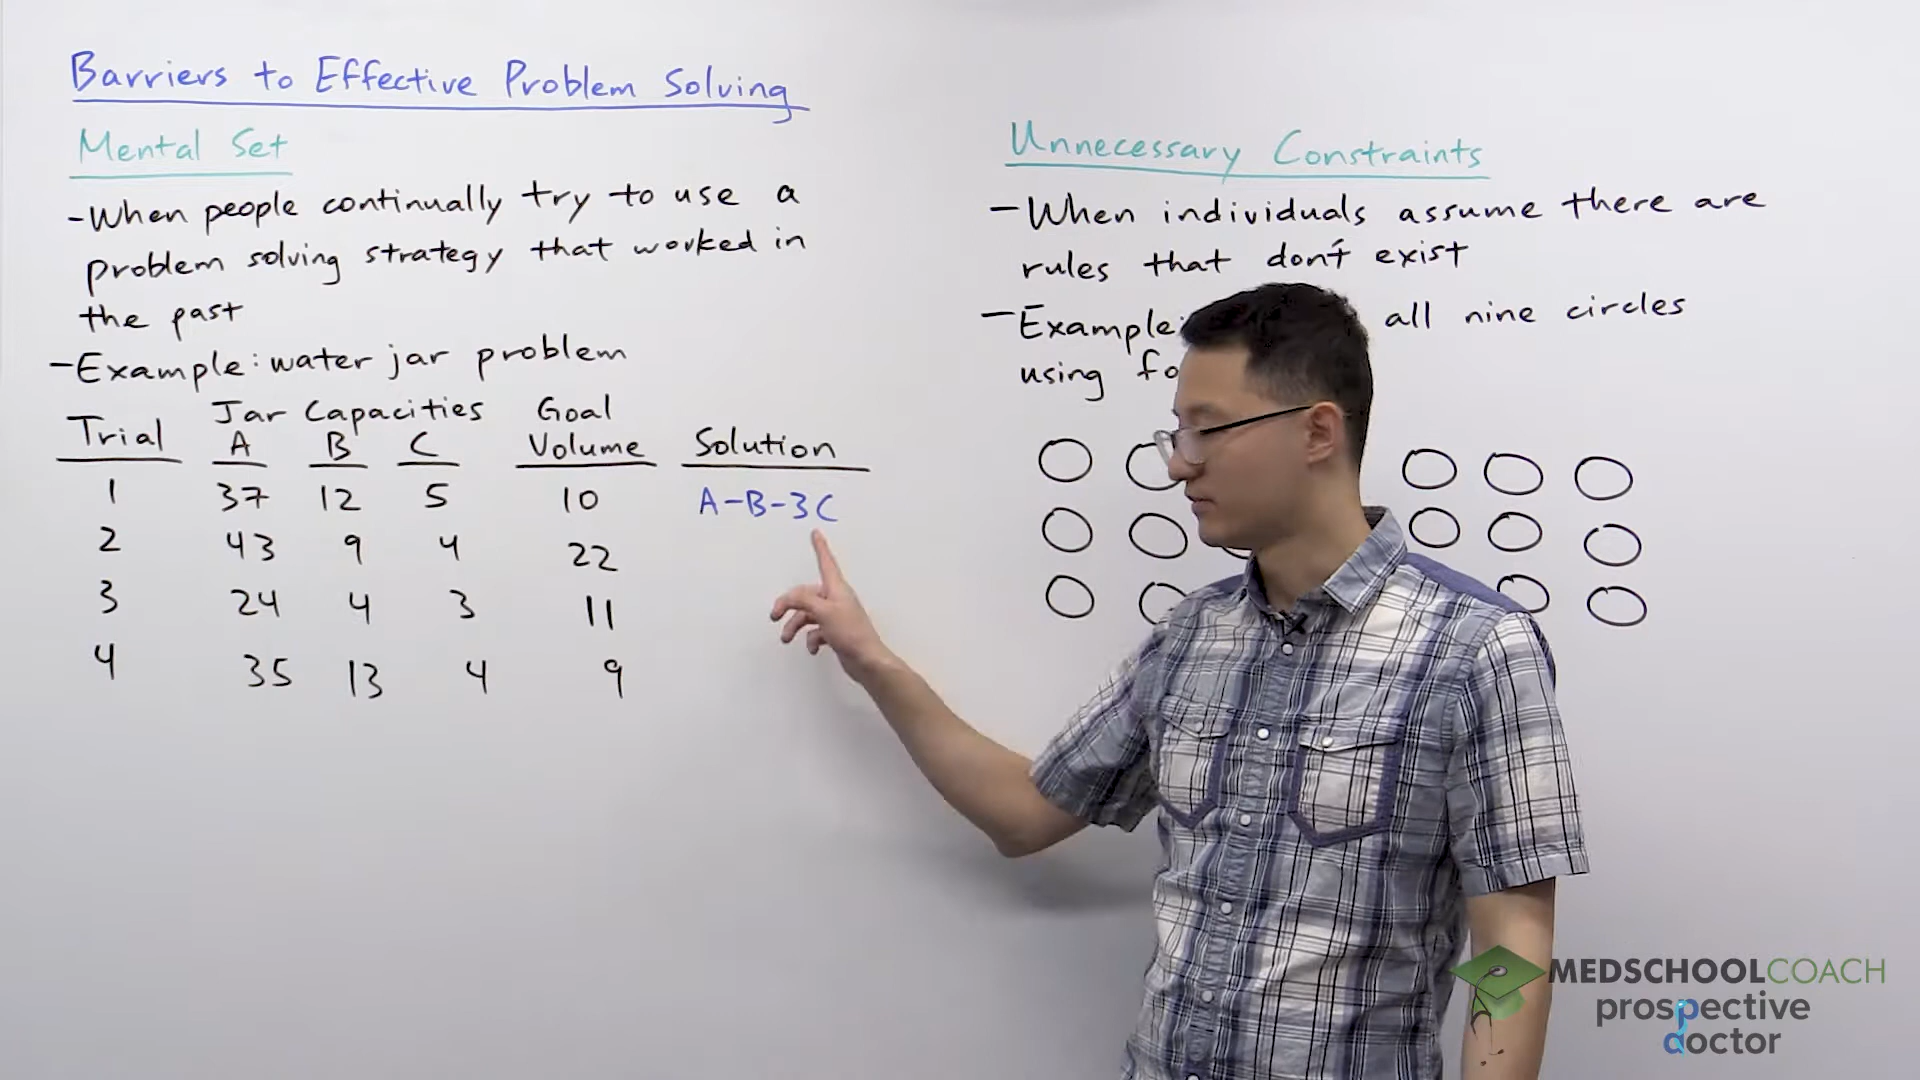 Barriers to Effective Problem Solving
Mental Set
-When people continually try to use a
problem solving strategy that worked in
the past
-Example: water jar problem
Trial Jar Capacities Goal
A B C Volume Solution
1 37 12 5 10 A-B-3C
2 43 9 4 22
3 24 4 3 11
4 35 13 4 9
Unnecessary Constraints
-When individuals assume there are
rules that don't exist
-Example: all nine circles
using
MEDSCHOOLCOACH
prospective
doctor